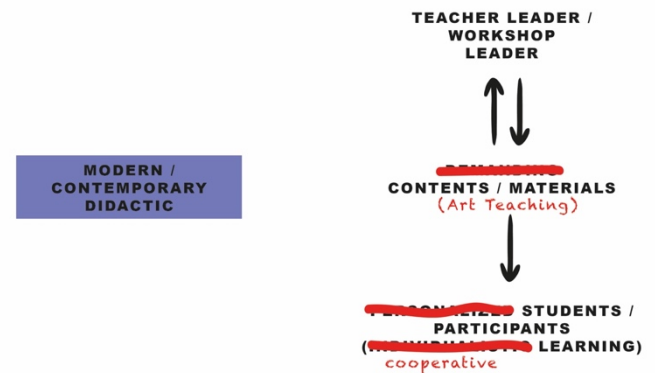 TEACHER LEADER /
WORKSHOP
LEADER
MODERN /
CONTEMPORARY
DIDACTIC
CONTENTS / MATERIALS
(Art Teaching)
STUDENTS /
PARTICIPANTS
( LEARNING)
cooperative